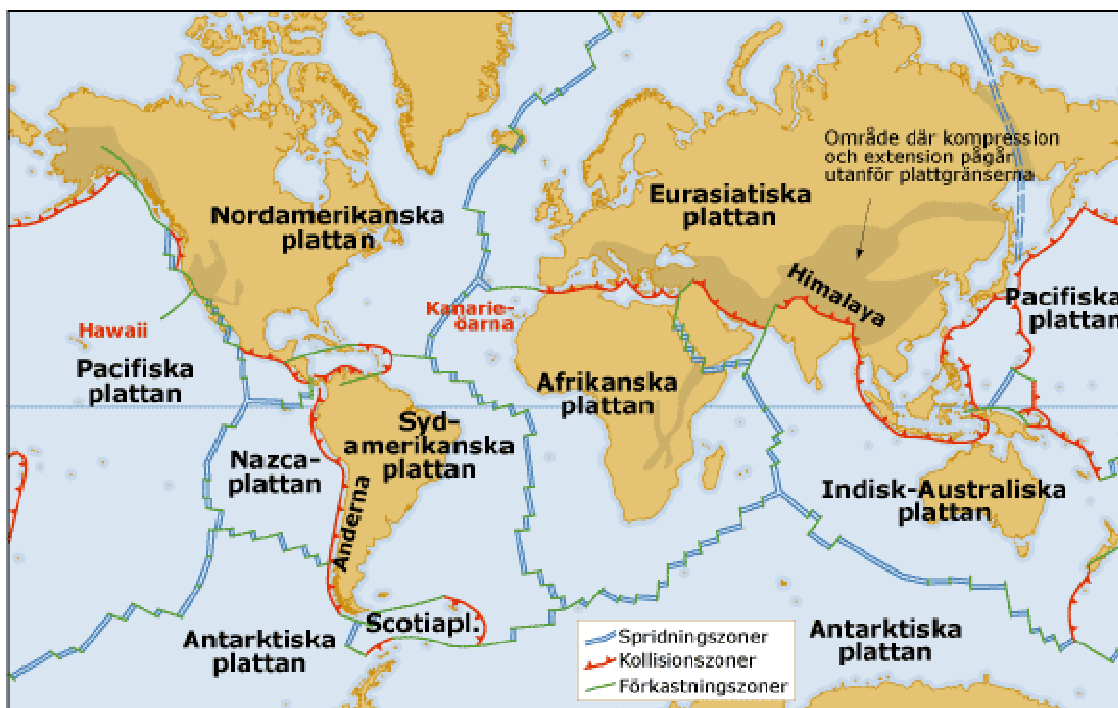 Område där kompression
och extension pågår
utanför plattgränserna
Eurasiatiska
plattan
Nordamerikanska
plattan
Himalaya
Pacifiska
plattan
Kanarie-
öarna
Hawaii
Pacifiska
plattan
Afrikanska
plattan
Syd-
amerikanska
plattan
Nazca-
plattan
Anderna
Indisk-Australiska
plattan
Scotiapl.
Antarktiska
plattan
Antarktiska
plattan
Spridningszoner
Kollisionszoner
Förkastningszoner